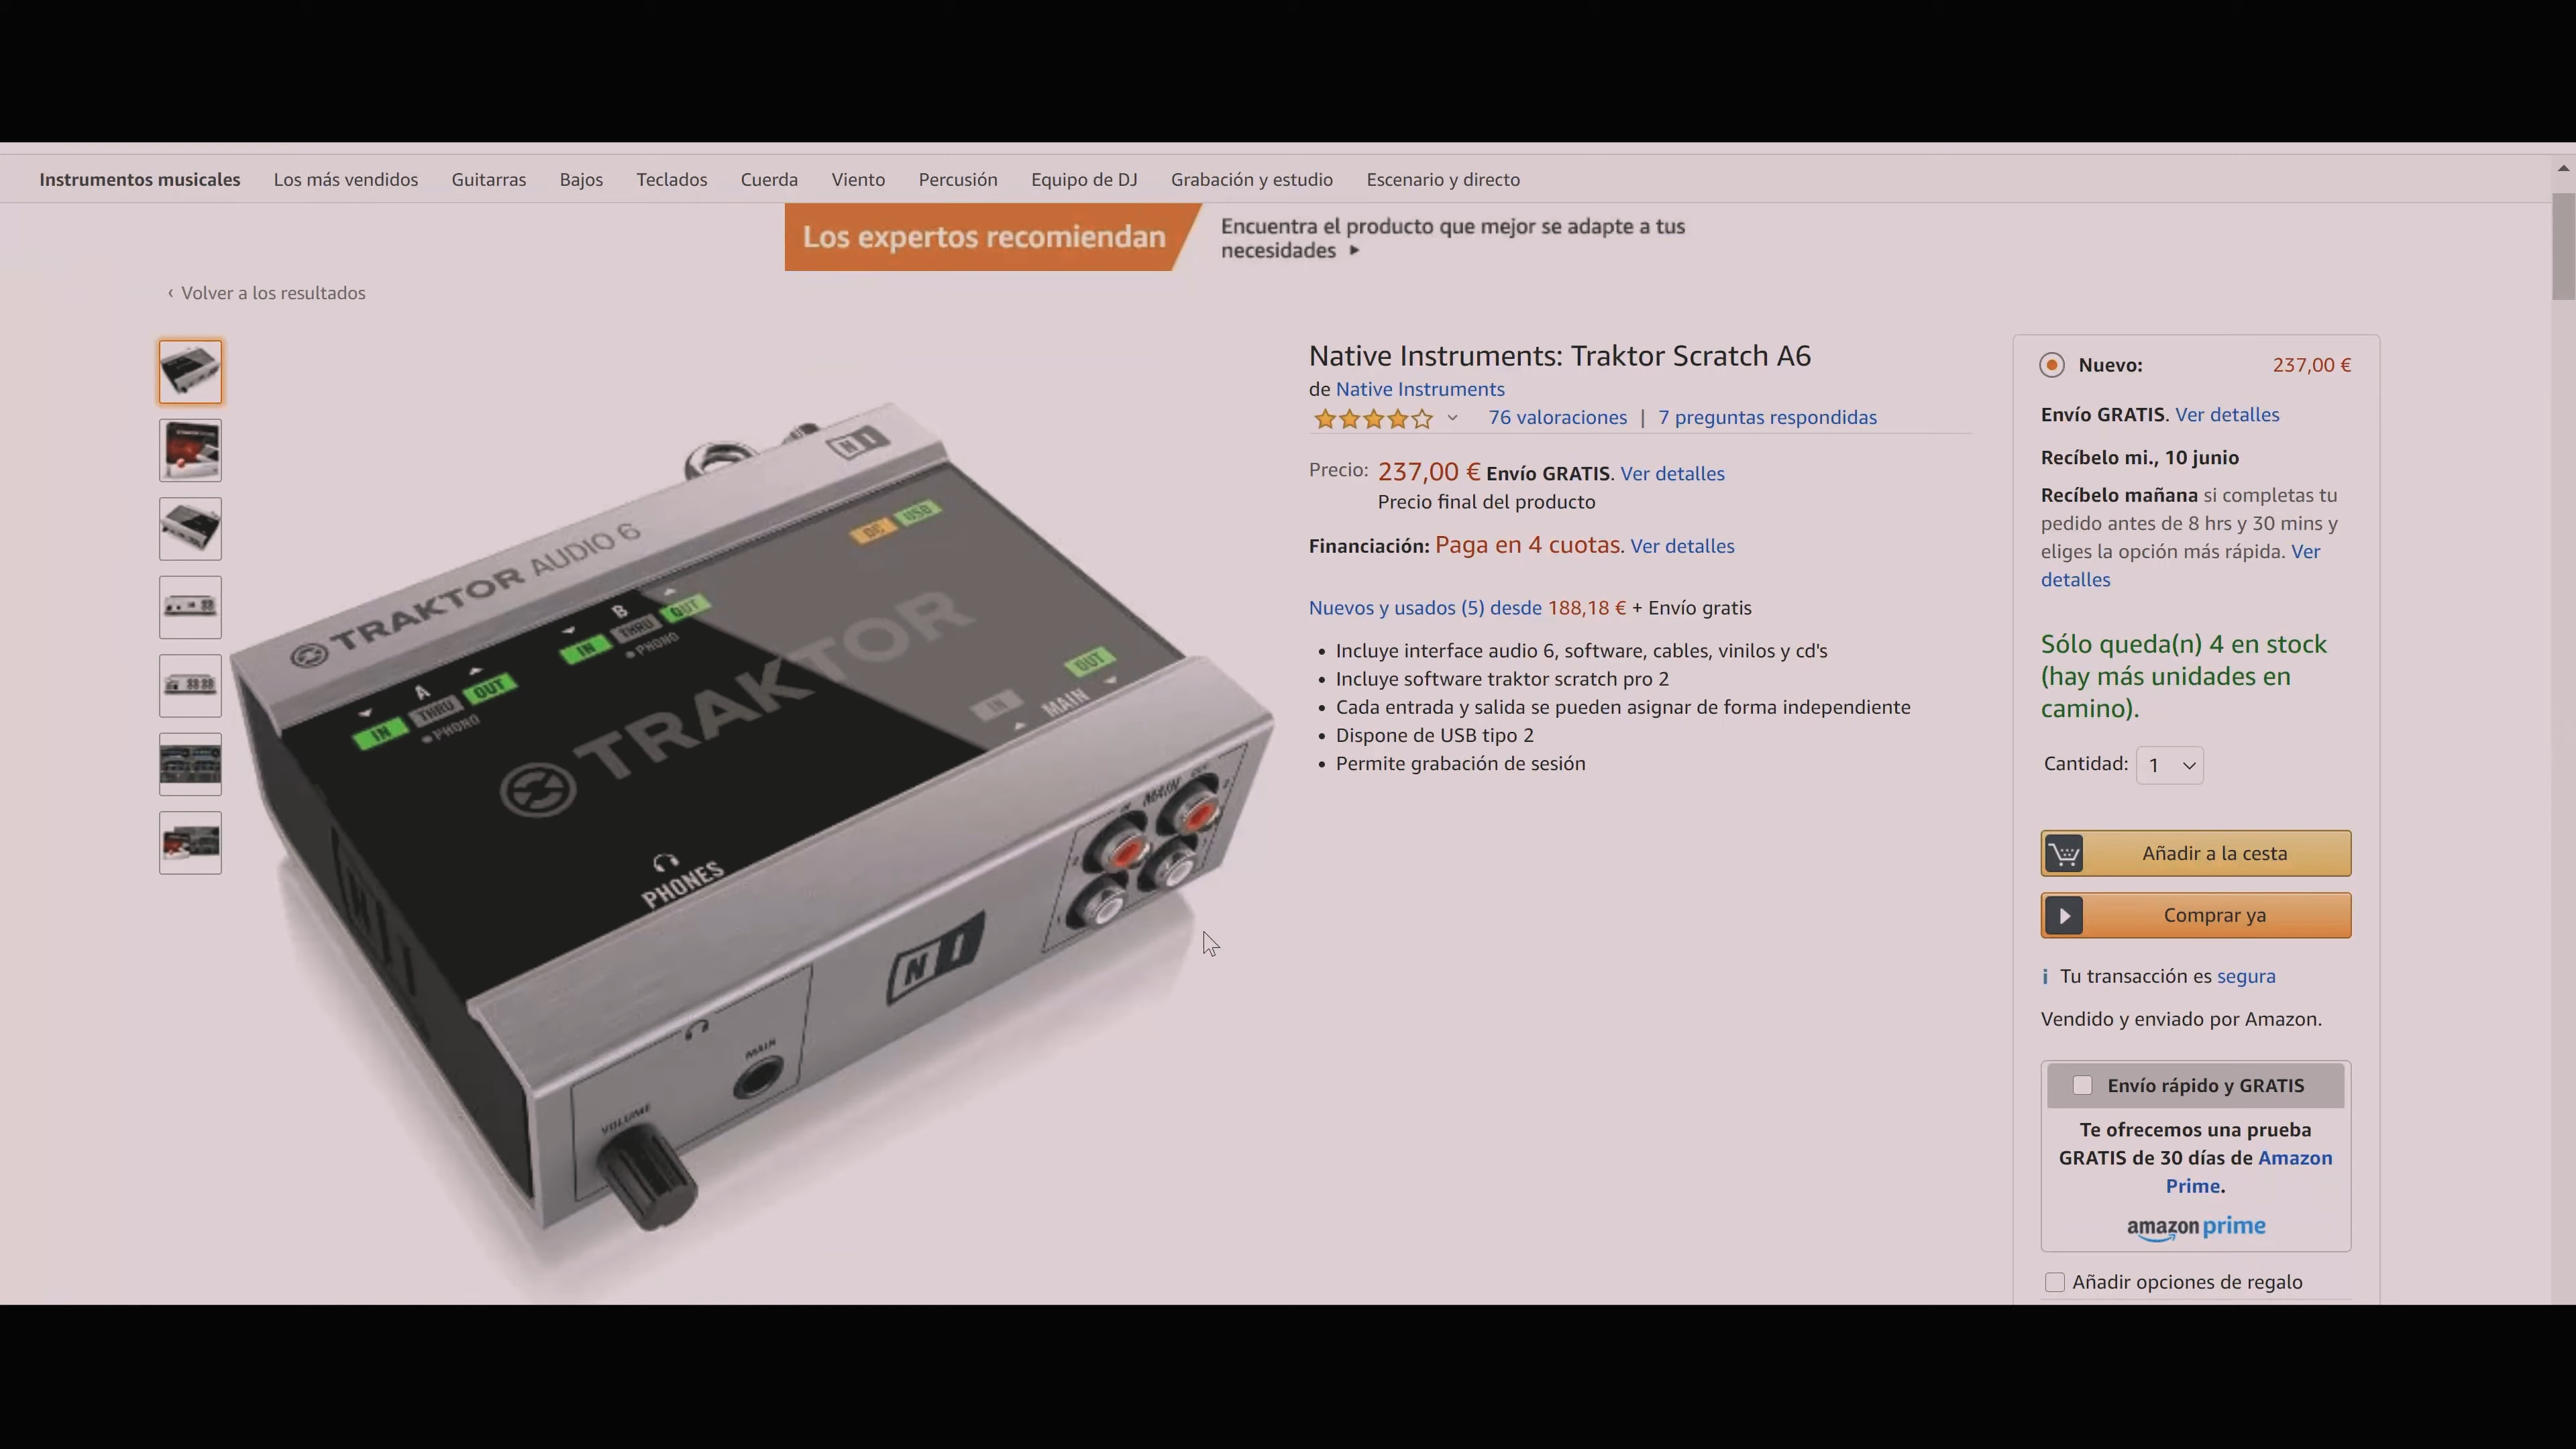 Instrumentos musicales Los más vendidos Guitarras Bajos Teclados Cuerda Viento Percusión Equipo de DJ Grabación y estudio Escenario y directo
Los expertos recomiendan
Encuentra el producto que mejor se adapte a tus
necesidades ▸
‹ Volver a los resultados
TRAKTOR AUDIO 6
NI
DC USB
A
IN THRU OUT
PHONO
B
IN THRU OUT
PHONO
TRAKTOR
OUT
IN MAIN
PHONES
NI
NI
MAIN
VOLUME
Native Instruments: Traktor Scratch A6
de Native Instruments
76 valoraciones | 7 preguntas respondidas
Precio: 237,00 € Envío GRATIS. Ver detalles
Precio final del producto
Financiación: Paga en 4 cuotas. Ver detalles
Nuevos y usados (5) desde 188,18 € + Envío gratis
• Incluye interface audio 6, software, cables, vinilos y cd's
• Incluye software traktor scratch pro 2
• Cada entrada y salida se pueden asignar de forma independiente
• Dispone de USB tipo 2
• Permite grabación de sesión
Nuevo: 237,00 €
Envío GRATIS. Ver detalles
Recíbelo mi., 10 junio
Recíbelo mañana si completas tu
pedido antes de 8 hrs y 30 mins y
eliges la opción más rápida. Ver
detalles
Sólo queda(n) 4 en stock
(hay más unidades en
camino).
Cantidad: 1
Añadir a la cesta
Comprar ya
Tu transacción es segura
Vendido y enviado por Amazon.
Envío rápido y GRATIS
Te ofrecemos una prueba
GRATIS de 30 días de Amazon
Prime.
amazon prime
Añadir opciones de regalo